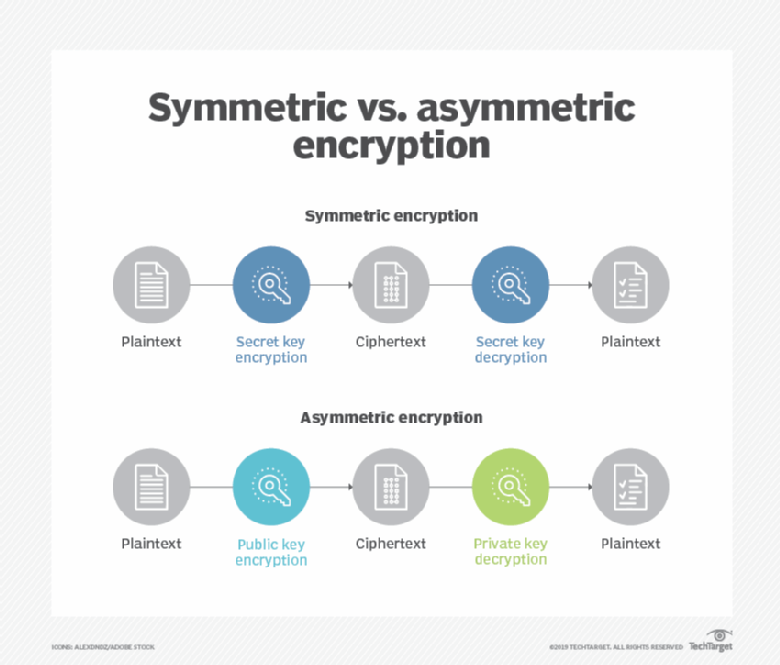 Symmetric vs. asymmetric
encryption
Symmetric encryption
Plaintext
Secret key
encryption
Ciphertext
Secret key
decryption
Plaintext
Asymmetric encryption
Plaintext
Public key
encryption
Ciphertext
Private key
decryption
Plaintext
ICONS: ALEXDNDZ/ADOBE STOCK
©2019 TECHTARGET. ALL RIGHTS RESERVED
TechTarget